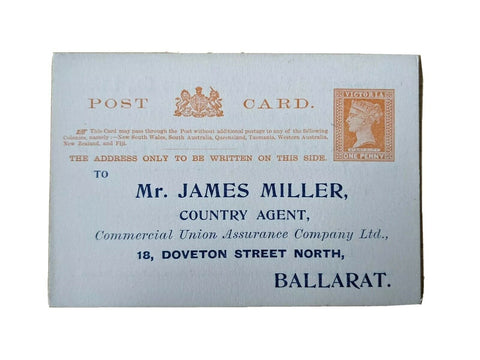 POST CARD.
VICTORIA
ONE PENNY
This Card may pass through the Post without additional postage to any of the following
Colonies, namely:—New South Wales, South Australia, Queensland, Tasmania, Western Australia,
New Zealand, and Fiji.
THE ADDRESS ONLY TO BE WRITTEN ON THIS SIDE.
TO
Mr. JAMES MILLER,
COUNTRY AGENT,
Commercial Union Assurance Company Ltd.,
18, DOVETON STREET NORTH,
BALLARAT.